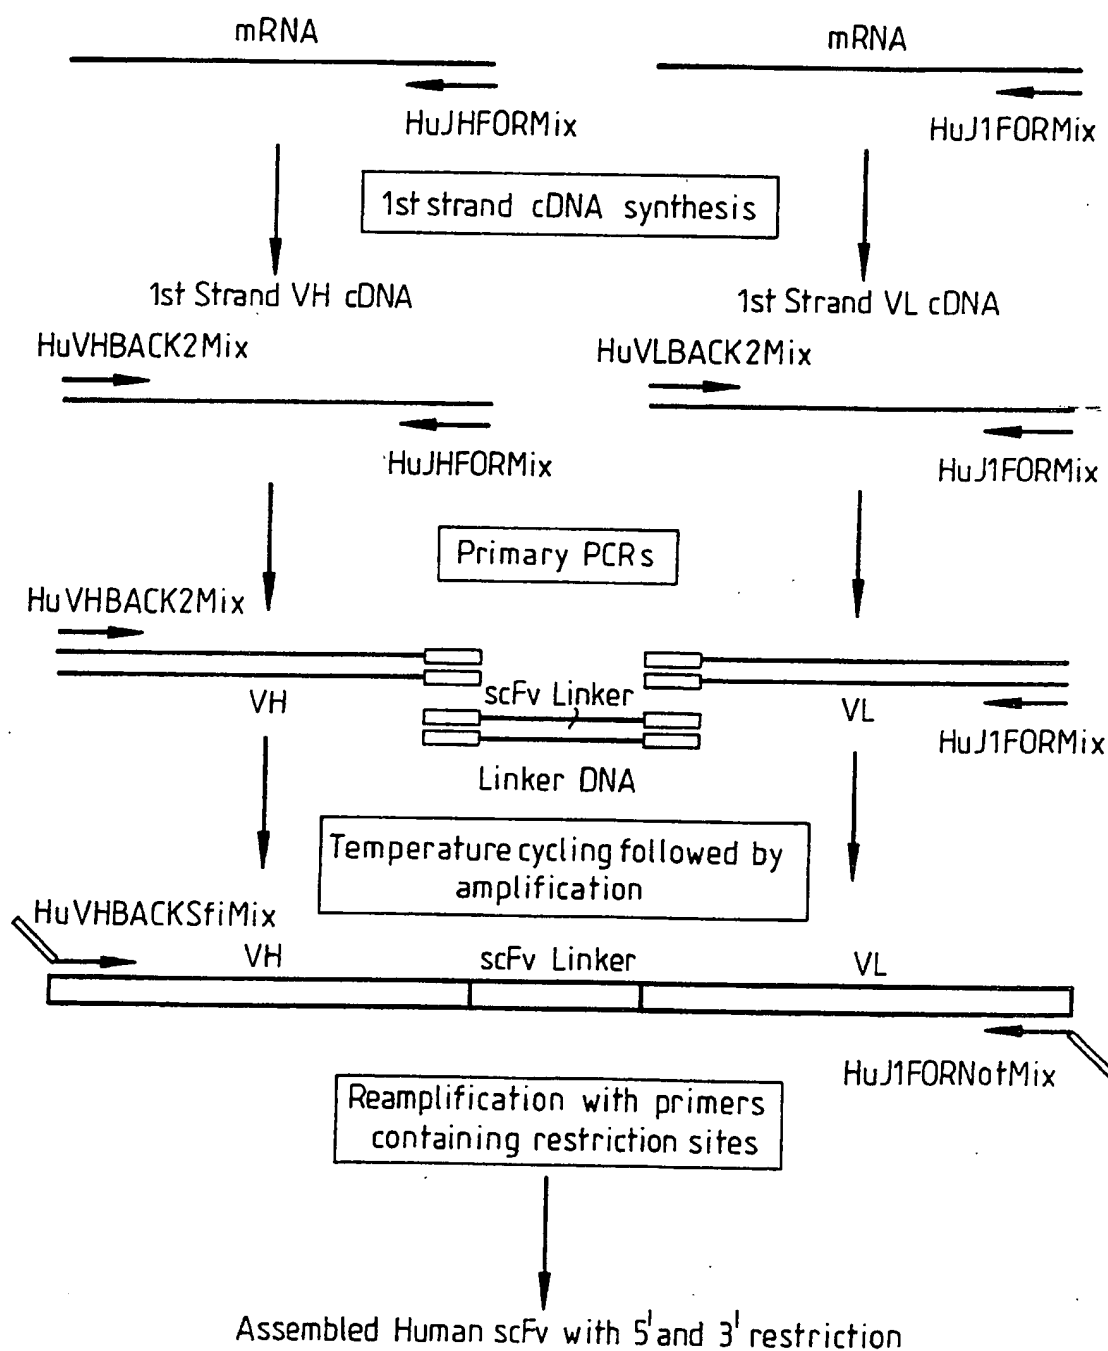 mRNA
mRNA
HuJHFORMix
HuJ1FORMix
1st strand cDNA synthesis
1st Strand VH cDNA
1st Strand VL cDNA
HuVHBACK2Mix
HuVLBACK2Mix
HuJHFORMix
HuJ1FORMix
Primary PCRs
HuVHBACK2Mix
VH
scFv Linker
VL
HuJ1FORMix
Linker DNA
Temperature cycling followed by
amplification
HuVHBACKSfiMix
VH
scFv Linker
VL
HuJ1FORNotMix
Reamplification with primers
containing restriction sites
Assembled Human scFv with 5' and 3' restriction